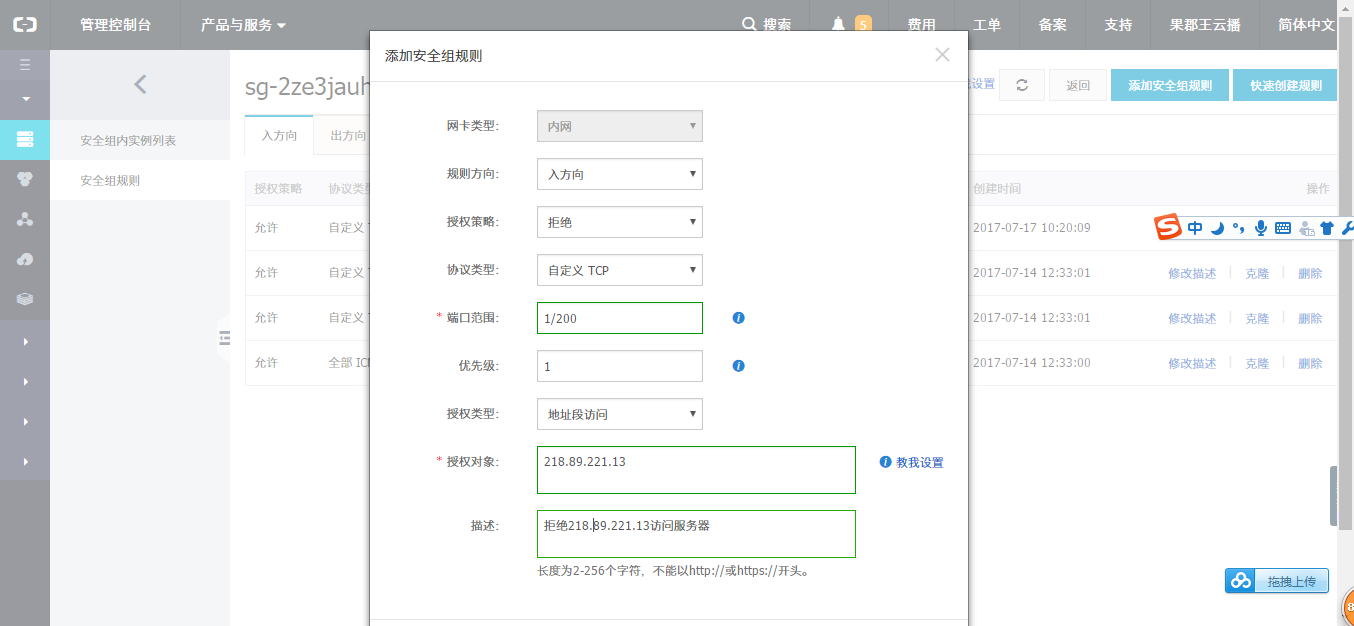 管理控制台 产品与服务 搜索 5 费用 工单 备案 支持 果郡王云播 简体中文
添加安全组规则
sg-2ze3jauh 设置 返回 添加安全组规则 快速创建规则
网卡类型: 内网
安全组内实例列表 入方向 出方向
规则方向: 入方向
安全组规则
授权策略 协议类型 创建时间 操作
授权策略: 拒绝
允许 自定义 2017-07-17 10:20:09
中
协议类型: 自定义 TCP
允许 自定义 2017-07-14 12:33:01 修改描述 克隆 删除
* 端口范围: 1/200
允许 自定义 2017-07-14 12:33:01 修改描述 克隆 删除
优先级: 1
允许 全部 IC 2017-07-14 12:33:00 修改描述 克隆 删除
授权类型: 地址段访问
* 授权对象: 218.89.221.13 教我设置
描述: 拒绝218.89.221.13访问服务器
长度为2-256个字符，不能以http://或https://开头。
拖拽上传
8